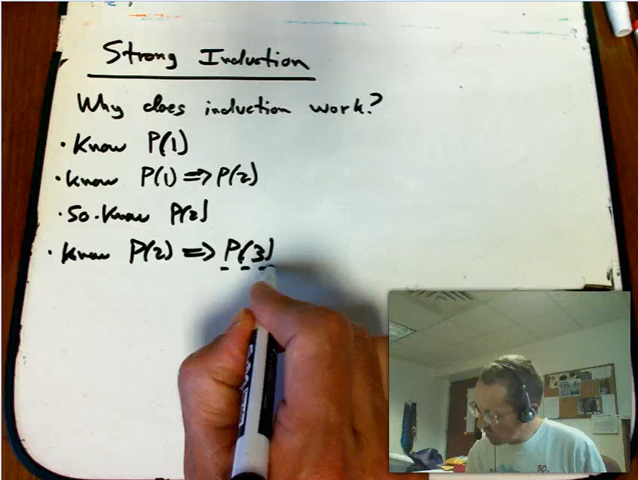 Strong Induction
Why does induction work?
• Know P(1)
• Know P(1) => P(2)
• So Know P(2)
• Know P(2) => P(3)